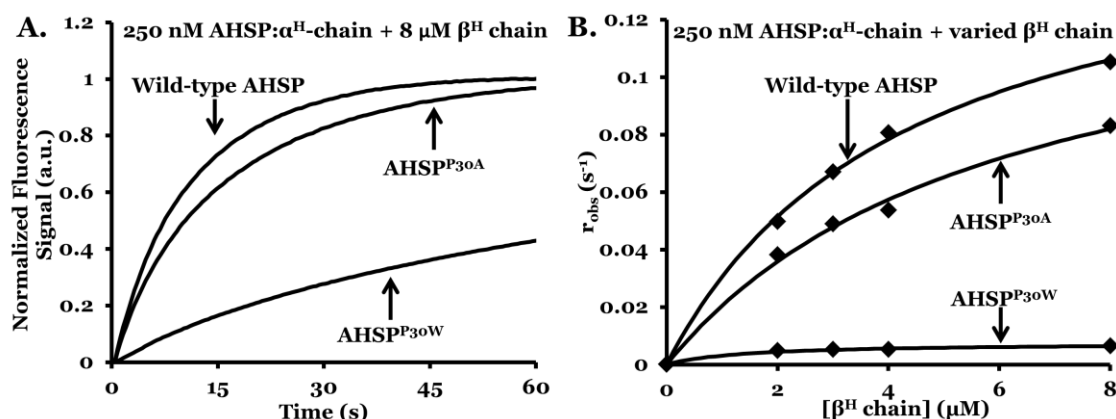 A.
250 nM AHSP:αᴴ-chain + 8 μM βᴴ chain
Normalized Fluorescence
Signal (a.u.)
1
0.8
0.6
0.4
0.2
0
Wild-type AHSP
AHSPᴾ³⁰ᴬ
AHSPᴾ³⁰ᵂ
0
15
30
45
60
Time (s)
B.
250 nM AHSP:αᴴ-chain + varied βᴴ chain
r_obs (s⁻¹)
0.12
0.1
0.08
0.06
0.04
0.02
0
Wild-type AHSP
AHSPᴾ³⁰ᴬ
AHSPᴾ³⁰ᵂ
0
2
4
6
8
[βᴴ chain] (μM)